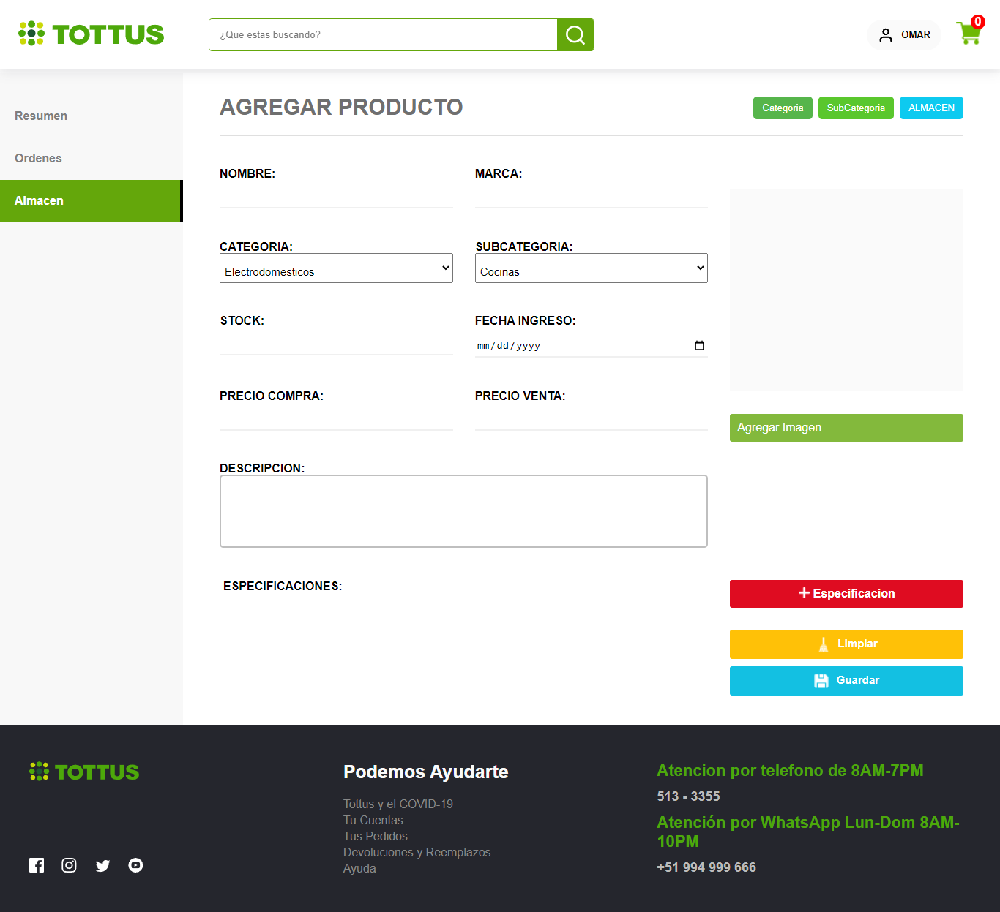 TOTTUS
¿Que estas buscando?
OMAR
0
Resumen
Ordenes
Almacen
AGREGAR PRODUCTO
Categoria
SubCategoria
ALMACEN
NOMBRE:
MARCA:
CATEGORIA:
SUBCATEGORIA:
Electrodomesticos
Cocinas
STOCK:
FECHA INGRESO:
mm/dd/yyyy
PRECIO COMPRA:
PRECIO VENTA:
Agregar Imagen
DESCRIPCION:
ESPECIFICACIONES:
+ Especificacion
Limpiar
Guardar
TOTTUS
Podemos Ayudarte
Tottus y el COVID-19
Tu Cuentas
Tus Pedidos
Devoluciones y Reemplazos
Ayuda
Atencion por telefono de 8AM-7PM
513 - 3355
Atención por WhatsApp Lun-Dom 8AM-
10PM
+51 994 999 666